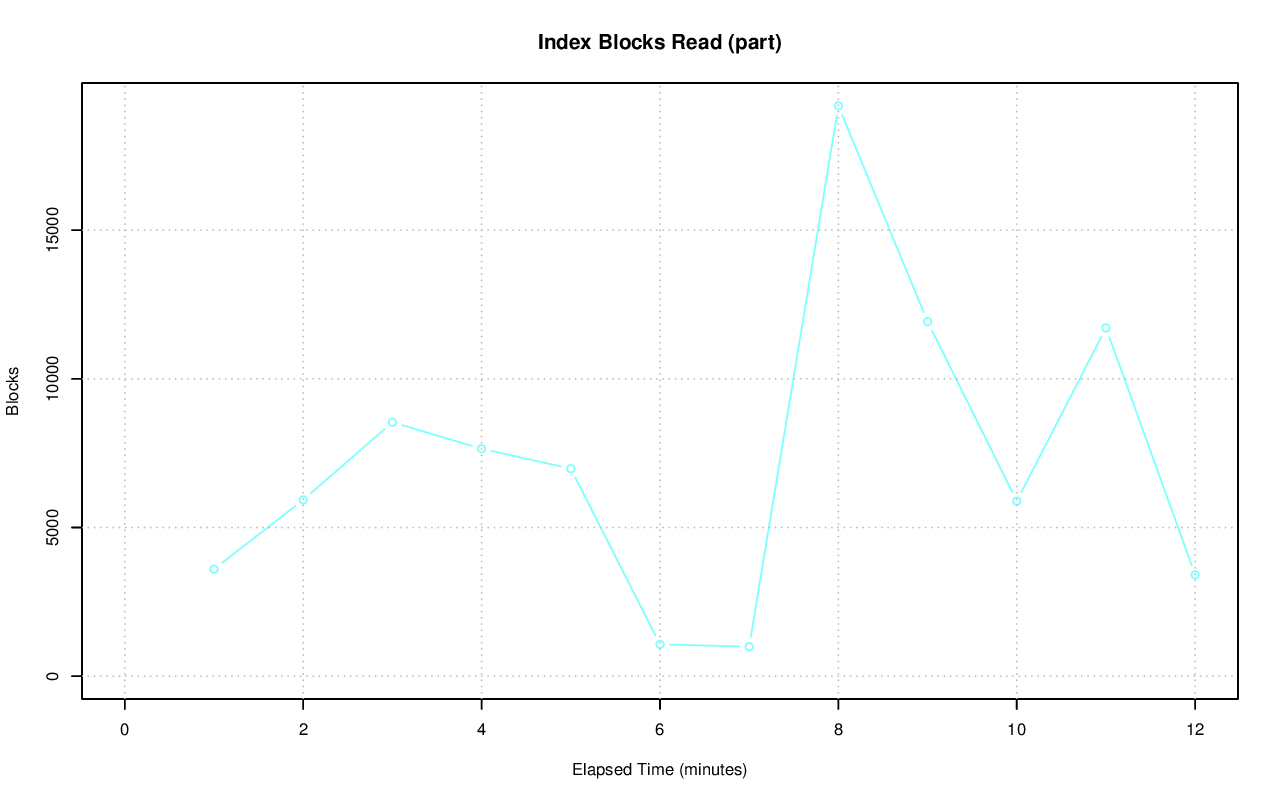 Index Blocks Read (part)
Blocks
15000
10000
5000
0
0 2 4 6 8 10 12
Elapsed Time (minutes)